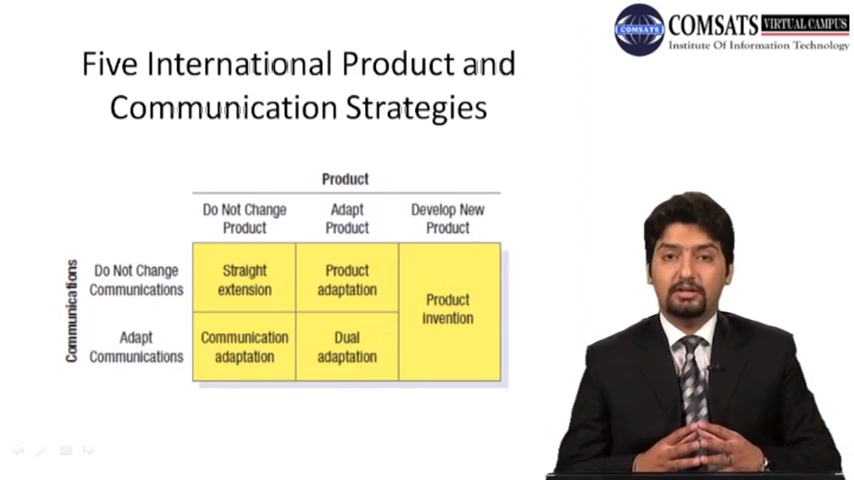 COMSATS VIRTUAL CAMPUS
COMSATS
Institute Of Information Technology
Five International Product and
Communication Strategies
Product
Do Not Change
Product
Adapt
Product
Develop New
Product
Communications
Do Not Change
Communications
Straight
extension
Product
adaptation
Product
invention
Adapt
Communications
Communication
adaptation
Dual
adaptation